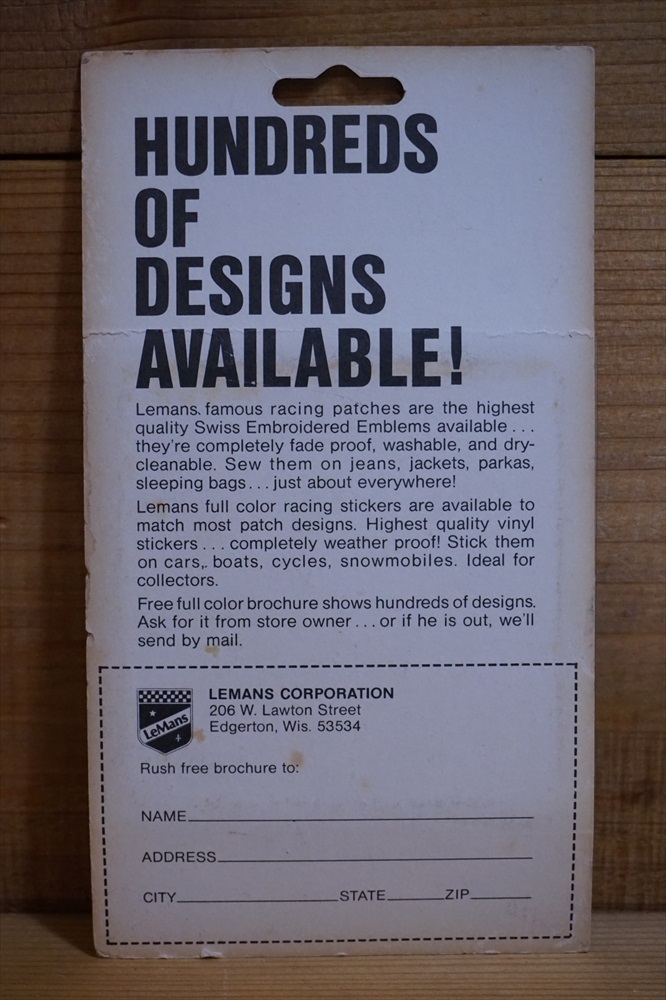 HUNDREDS
OF
DESIGNS
AVAILABLE!
Lemans. famous racing patches are the highest
quality Swiss Embroidered Emblems available . . .
they're completely fade proof, washable, and dry-
cleanable. Sew them on jeans, jackets, parkas,
sleeping bags . . . just about everywhere!
Lemans full color racing stickers are available to
match most patch designs. Highest quality vinyl
stickers . . . completely weather proof! Stick them
on cars,. boats, cycles, snowmobiles. Ideal for
collectors.
Free full color brochure shows hundreds of designs.
Ask for it from store owner . . . or if he is out, we'll
send by mail.
LeMans
LEMANS CORPORATION
206 W. Lawton Street
Edgerton, Wis. 53534
Rush free brochure to:
NAME
ADDRESS
CITY STATE ZIP